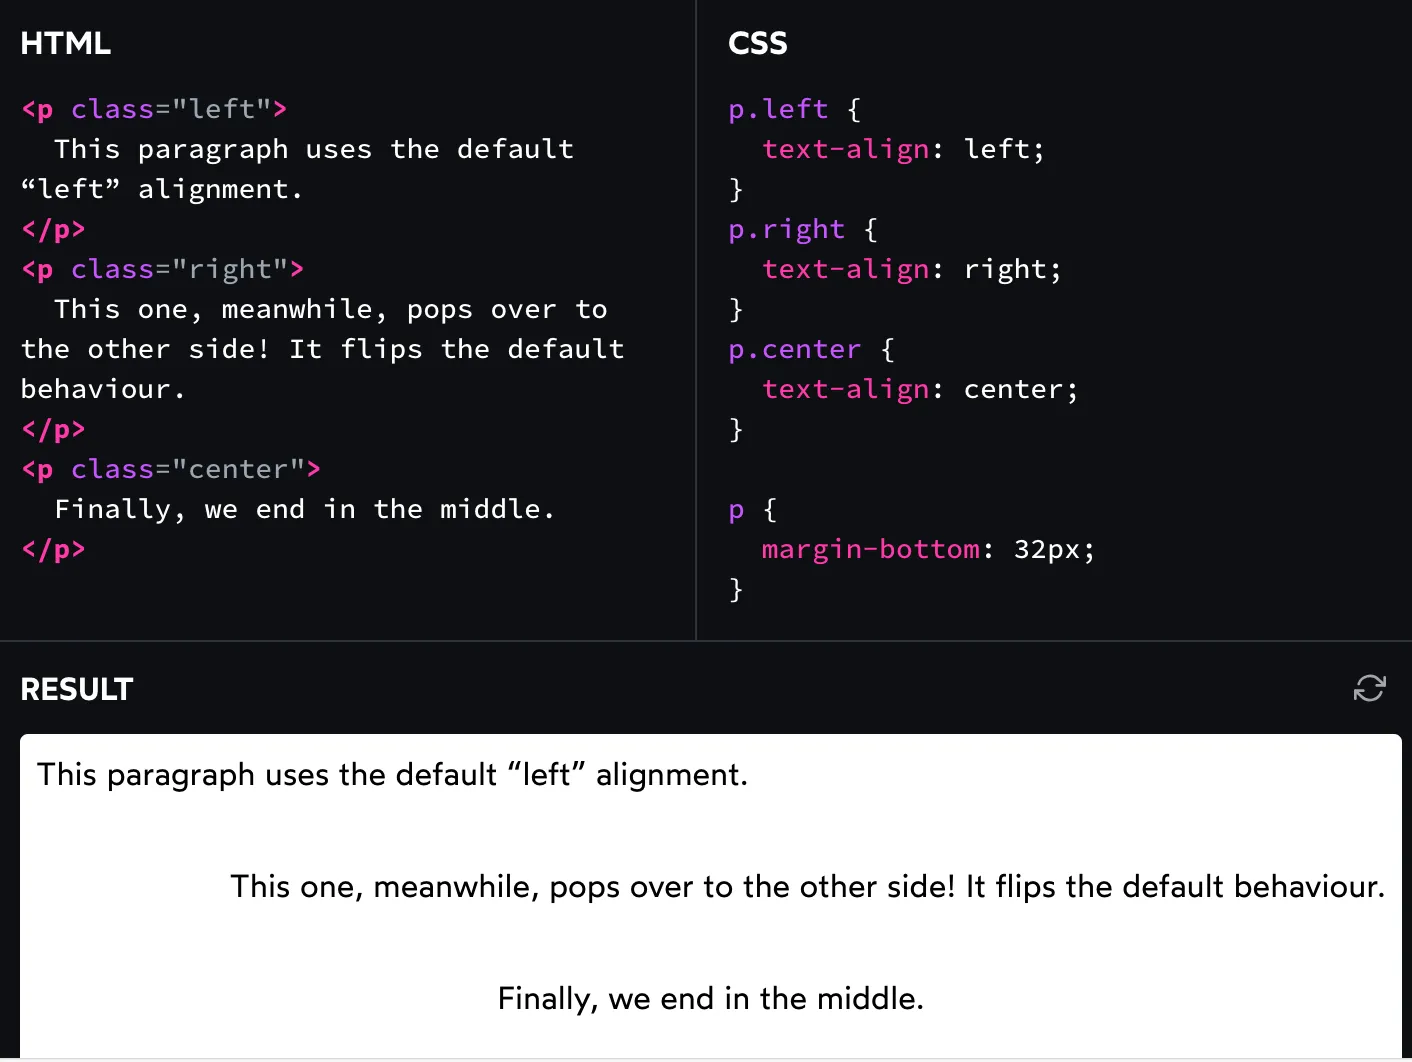 HTML
<p class="left">
  This paragraph uses the default
“left” alignment.
</p>
<p class="right">
  This one, meanwhile, pops over to
the other side! It flips the default
behaviour.
</p>
<p class="center">
  Finally, we end in the middle.
</p>
CSS
p.left {
  text-align: left;
}
p.right {
  text-align: right;
}
p.center {
  text-align: center;
}
p {
  margin-bottom: 32px;
}
RESULT
This paragraph uses the default “left” alignment.
This one, meanwhile, pops over to the other side! It flips the default behaviour.
Finally, we end in the middle.